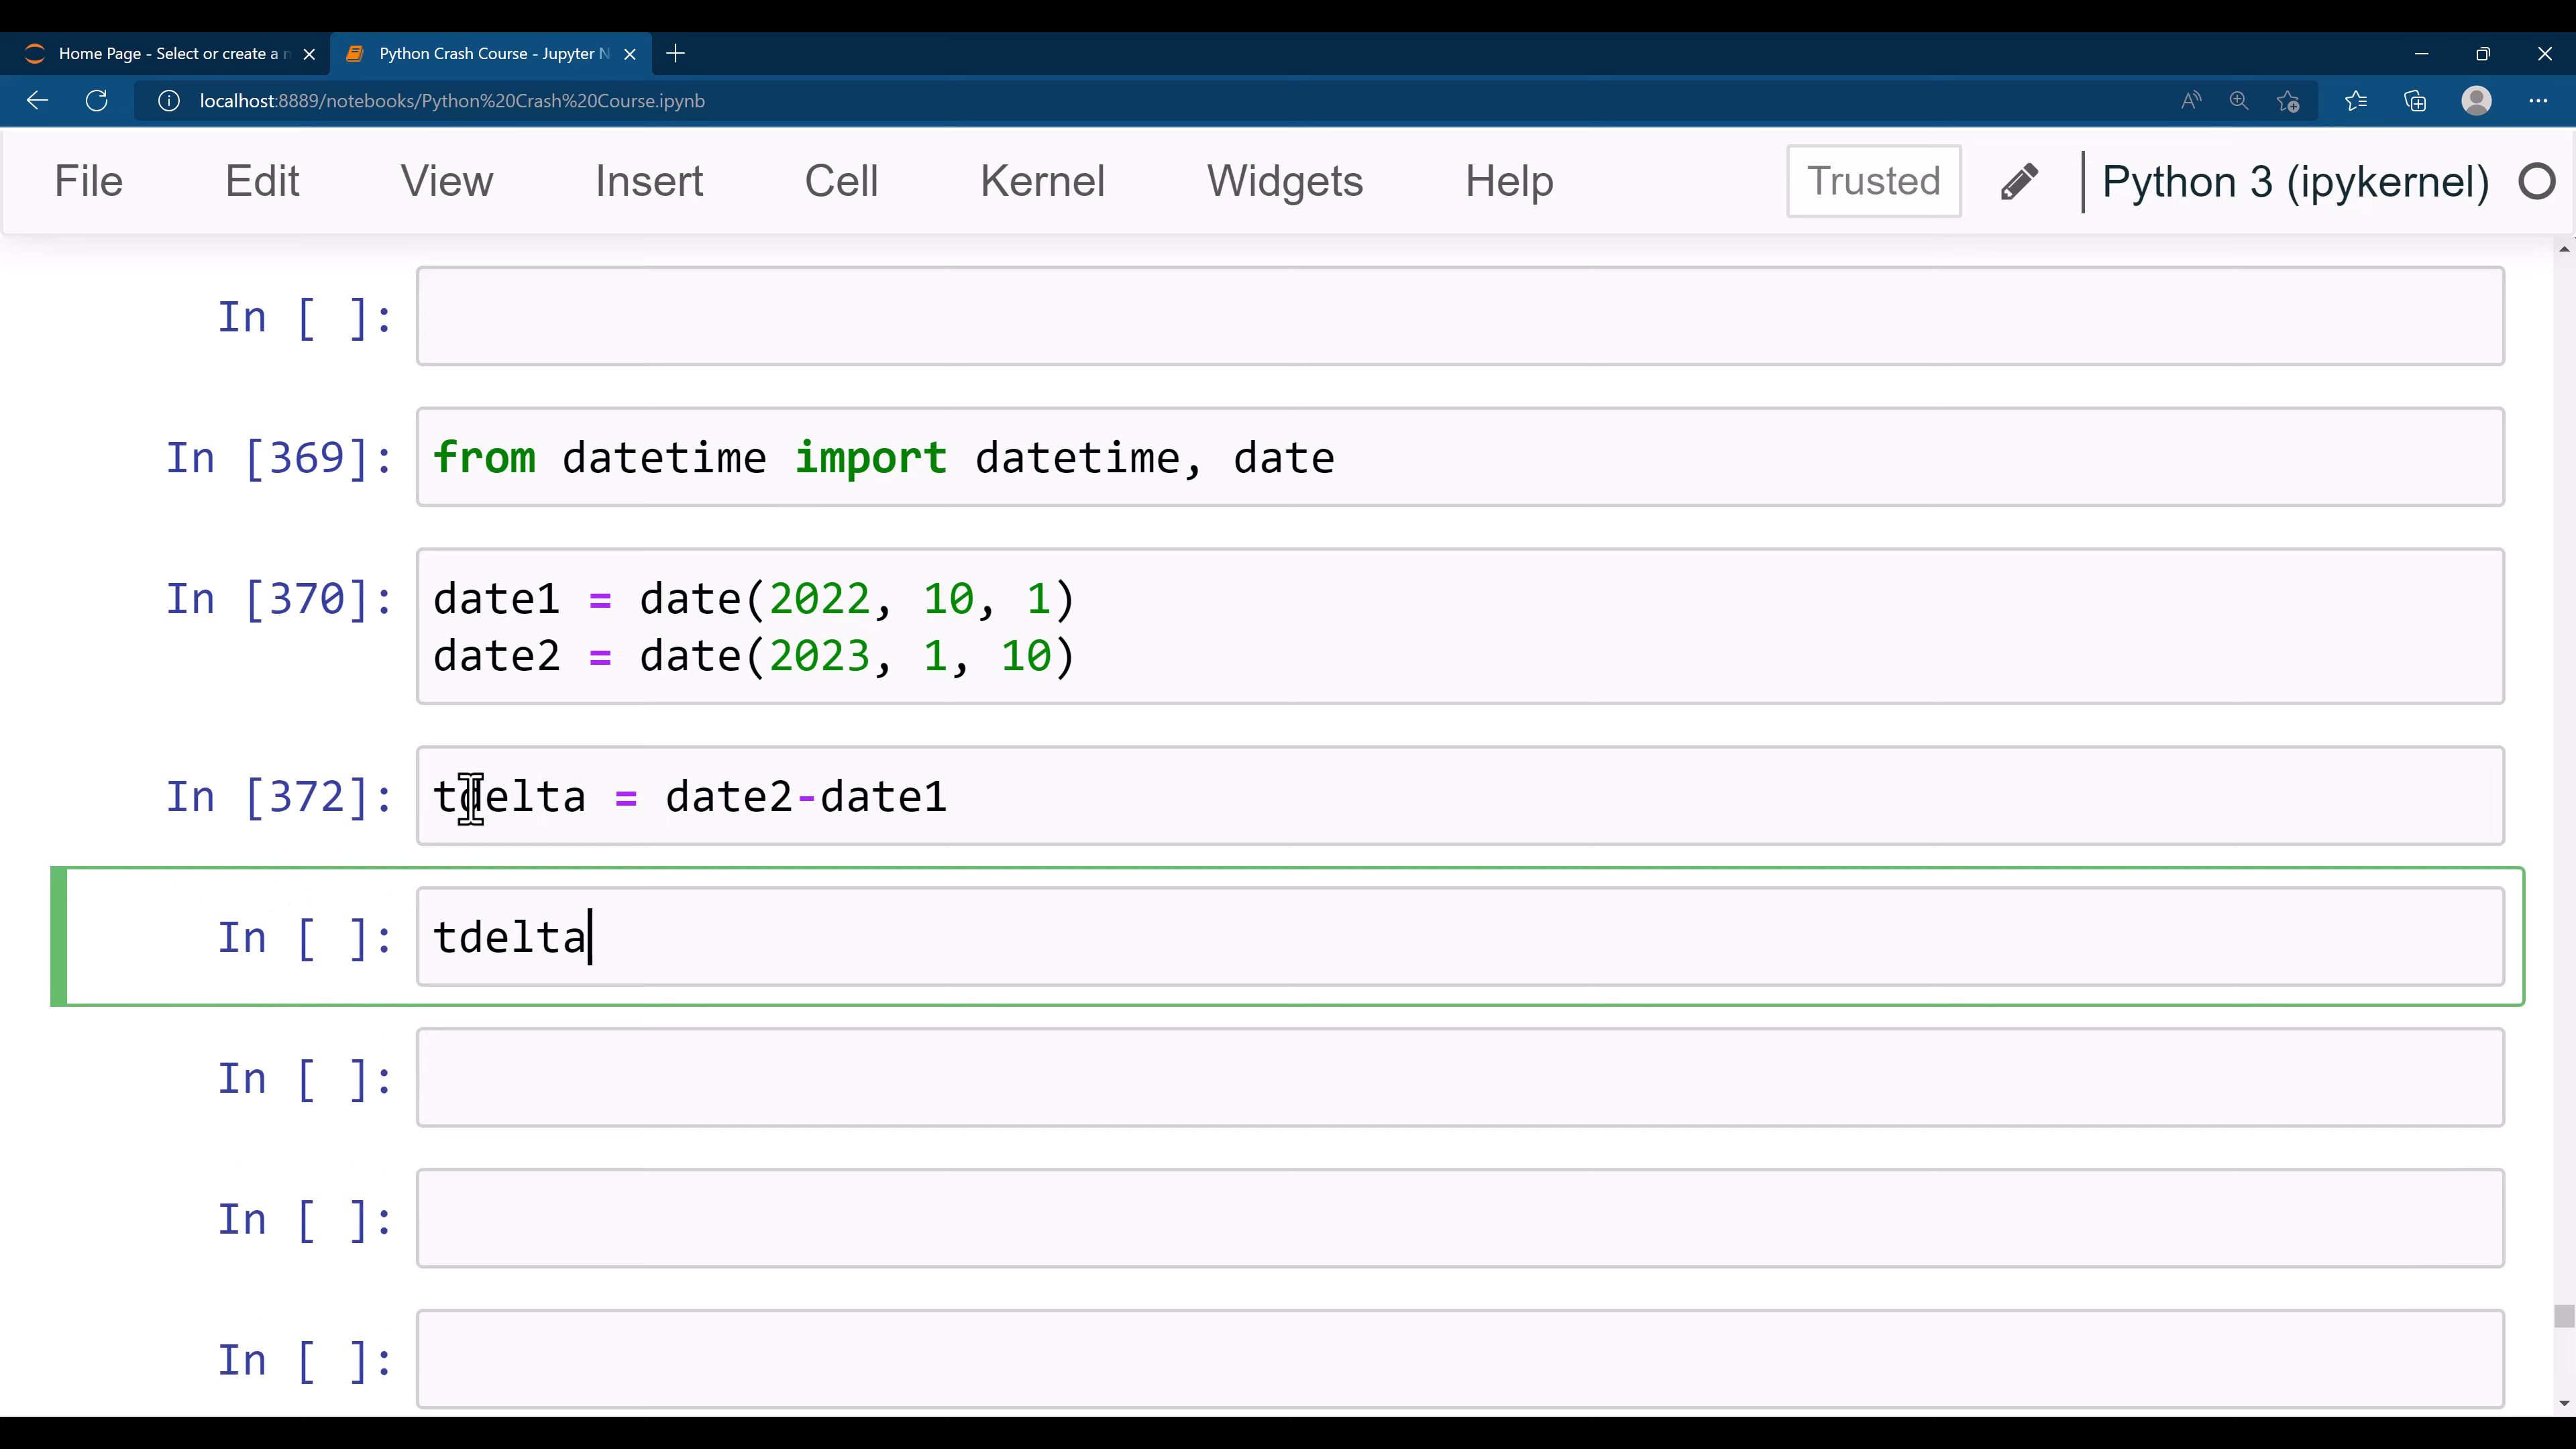 Home Page - Select or create a n
Python Crash Course - Jupyter N
localhost:8889/notebooks/Python%20Crash%20Course.ipynb
File Edit View Insert Cell Kernel Widgets Help Trusted Python 3 (ipykernel)
In [ ]:
In [369]: from datetime import datetime, date
In [370]: date1 = date(2022, 10, 1)
date2 = date(2023, 1, 10)
In [372]: tdelta = date2-date1
In [ ]: tdelta
In [ ]:
In [ ]:
In [ ]: